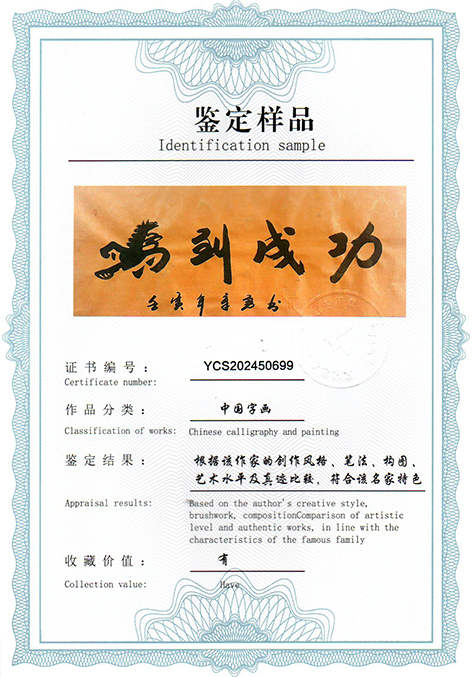 鉴定样品
Identification sample
馬到成功
壬寅年
证书编号：
YCS202450699
Certificate number:
作品分类：
中国字画
Classification of works:
Chinese calligraphy and painting
鉴定结果：
根据该作家的创作风格、笔法、构图、
艺术水平及真迹比较，符合该名家特色
Appraisal results:
Based on the author's creative style,
brushwork, compositionComparison of artistic
level and authentic works, in line with the
characteristics of the famous family
收藏价值：
有
Collection value:
Have